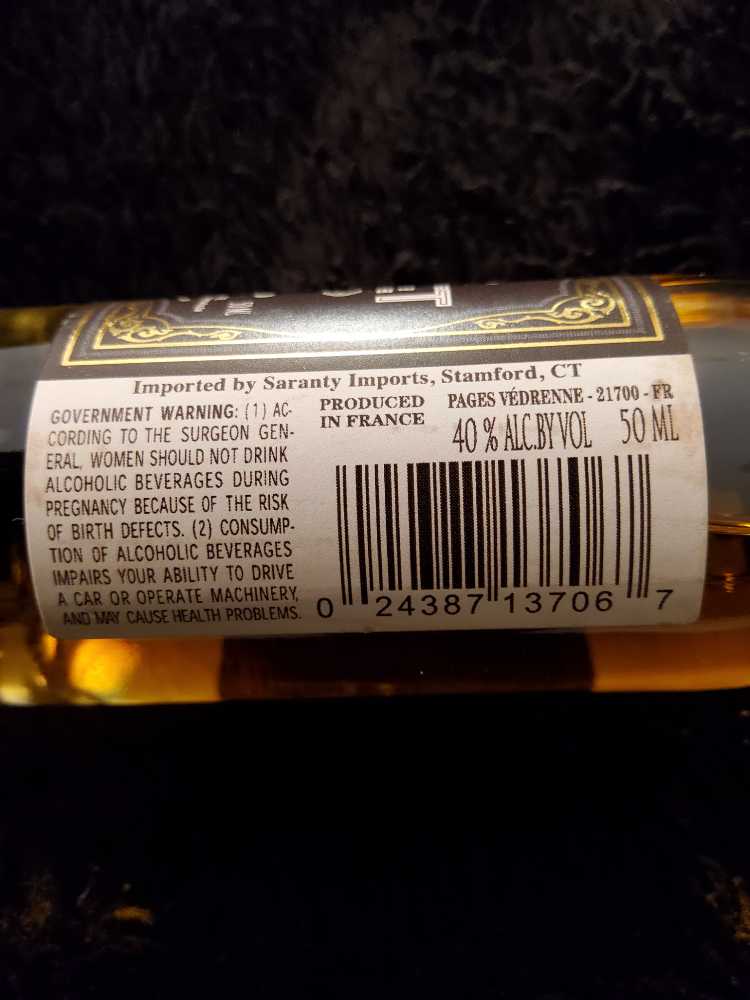 THE
Imported by Saranty Imports, Stamford, CT
GOVERNMENT WARNING: (1) AC-
CORDING TO THE SURGEON GEN-
ERAL, WOMEN SHOULD NOT DRINK
ALCOHOLIC BEVERAGES DURING
PREGNANCY BECAUSE OF THE RISK
OF BIRTH DEFECTS. (2) CONSUMP-
TION OF ALCOHOLIC BEVERAGES
IMPAIRS YOUR ABILITY TO DRIVE
A CAR OR OPERATE MACHINERY,
AND MAY CAUSE HEALTH PROBLEMS.
PRODUCED
IN FRANCE
PAGES VÉDRENNE - 21700 - FR
40 % ALC.BY VOL 50 ML
0 24387 13706 7